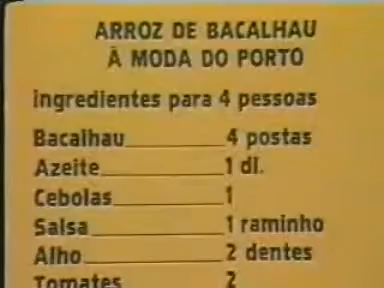 ARROZ DE BACALHAU
À MODA DO PORTO
ingredientes para 4 pessoas
Bacalhau 4 postas
Azeite 1 dl.
Cebolas 1
Salsa 1 raminho
Alho 2 dentes
Tomates 2